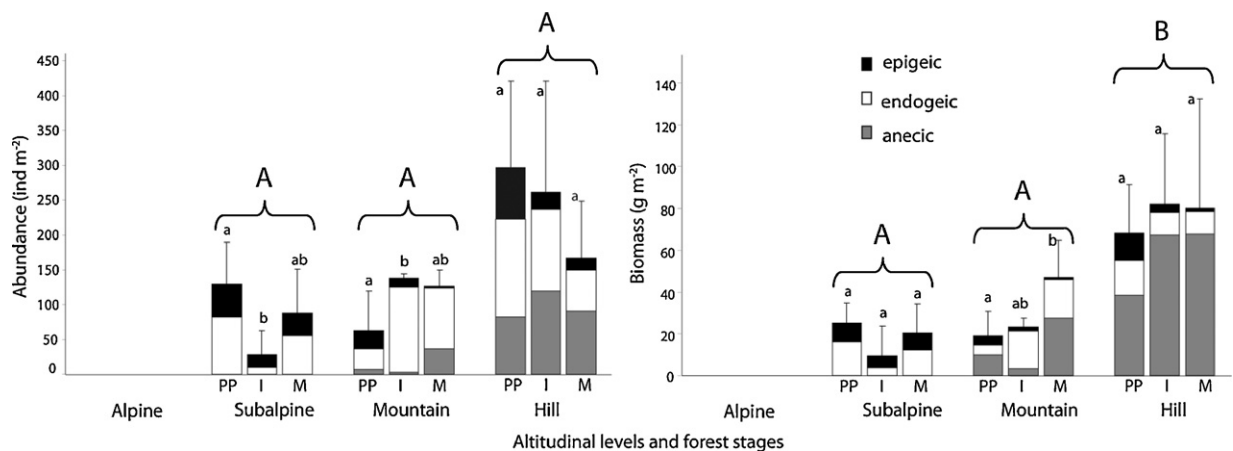 Abundance (ind m⁻²)
450
400
350
300
250
200
150
100
50
0
A
A
A
a
b
ab
a
b
ab
a
a
a
PP I M
PP I M
PP I M
Alpine
Subalpine
Mountain
Hill
Biomass (g m⁻²)
140
120
100
80
60
40
20
0
epigeic
endogeic
anecic
A
A
B
a
a
a
a
ab
b
a
a
a
PP I M
PP I M
PP I M
Alpine
Subalpine
Mountain
Hill
Altitudinal levels and forest stages